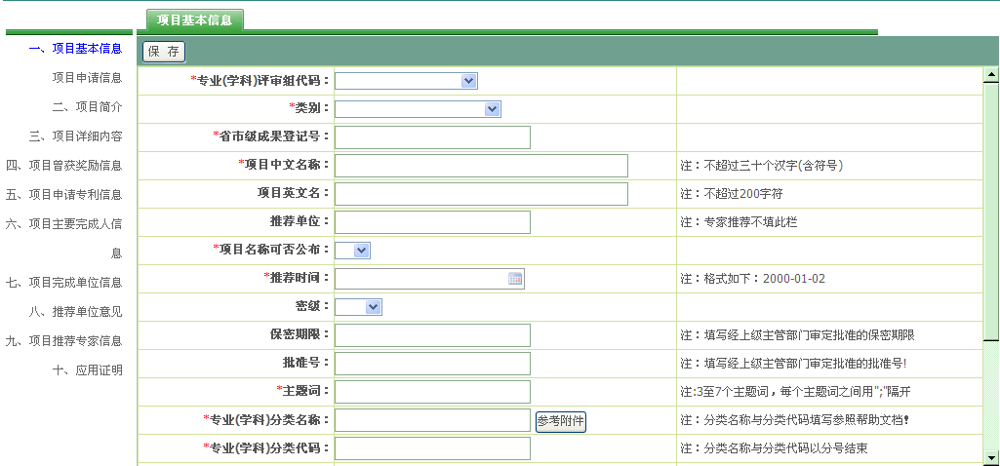 项目基本信息
一、项目基本信息
项目申请信息
二、项目简介
三、项目详细内容
四、项目曾获奖励信息
五、项目申请专利信息
六、项目主要完成人信
息
七、项目完成单位信息
八、推荐单位意见
九、项目推荐专家信息
十、应用证明
保 存
*专业(学科)评审组代码：
*类别：
*省市级成果登记号：
*项目中文名称： 注：不超过三十个汉字(含符号)
项目英文名： 注：不超过200字符
推荐单位： 注：专家推荐不填此栏
*项目名称可否公布：
*推荐时间： 注：格式如下：2000-01-02
密级：
保密期限： 注：填写经上级主管部门审定批准的保密期限
批准号： 注：填写经上级主管部门审定批准的批准号!
*主题词： 注:3至7个主题词，每个主题词之间用";"隔开
*专业(学科)分类名称： 参考附件 注：分类名称与分类代码填写参照帮助文档!
*专业(学科)分类代码： 注：分类名称与分类代码以分号结束